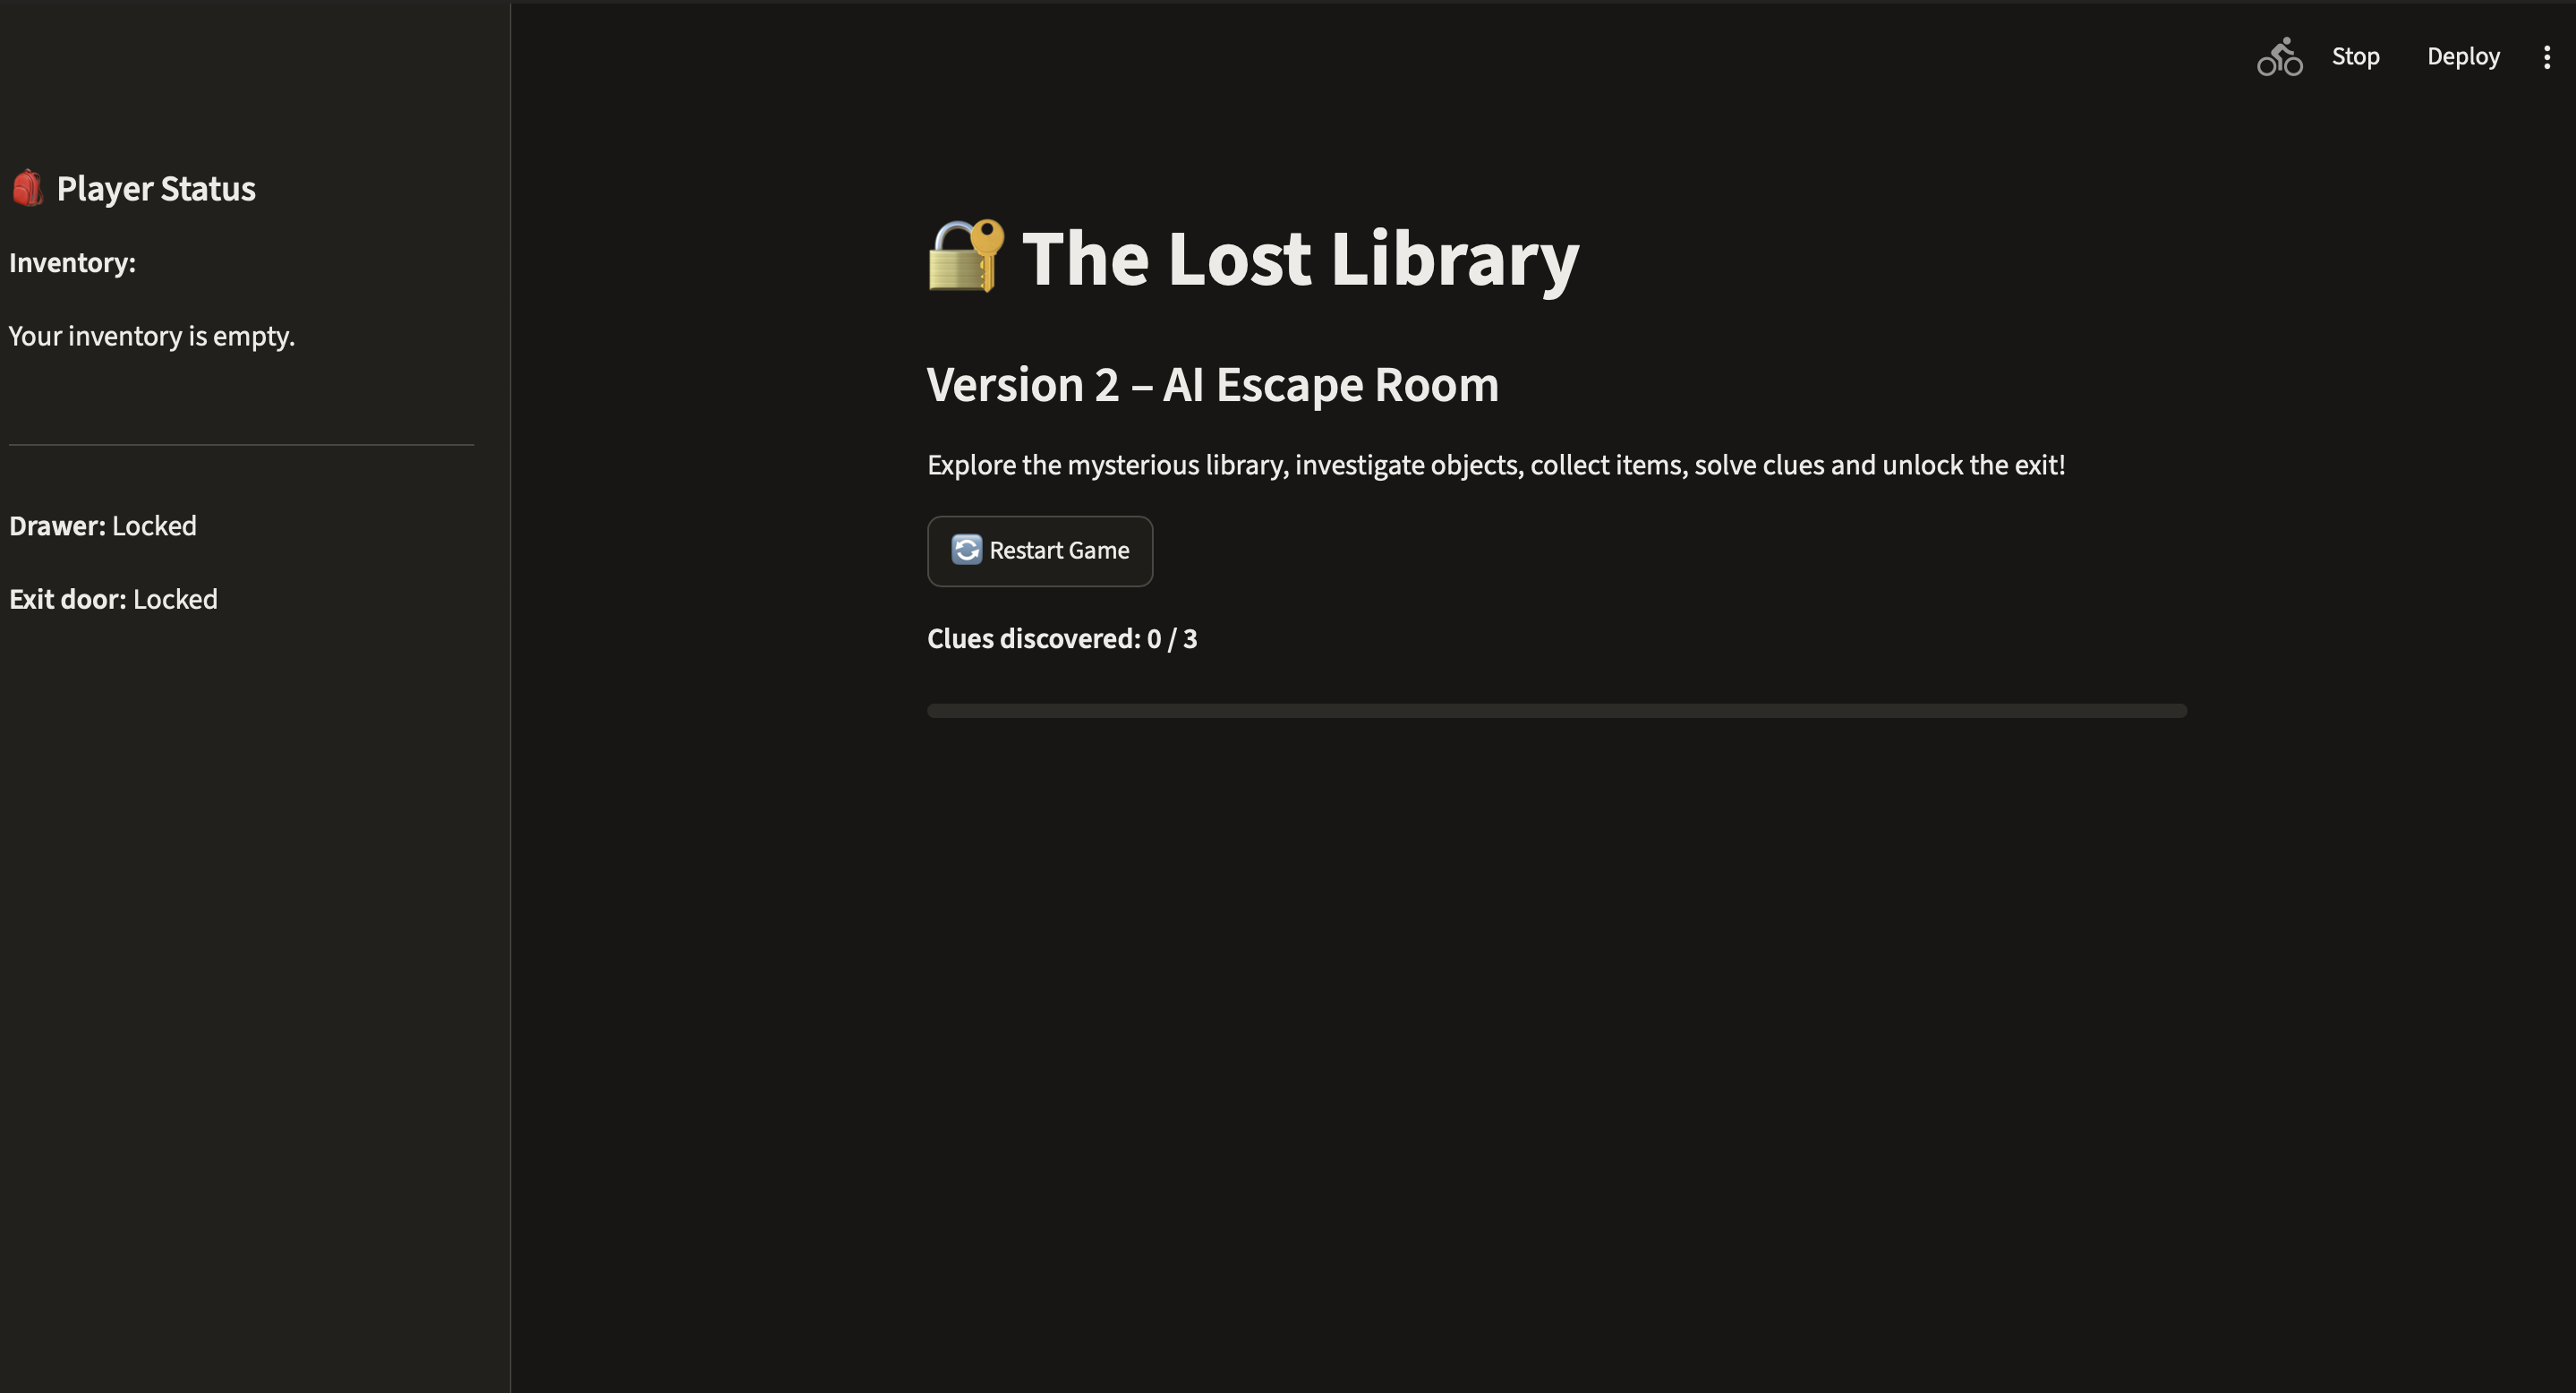 Stop
Deploy
Player Status
Inventory:
Your inventory is empty.
Drawer: Locked
Exit door: Locked
The Lost Library
Version 2 – AI Escape Room
Explore the mysterious library, investigate objects, collect items, solve clues and unlock the exit!
Restart Game
Clues discovered: 0 / 3